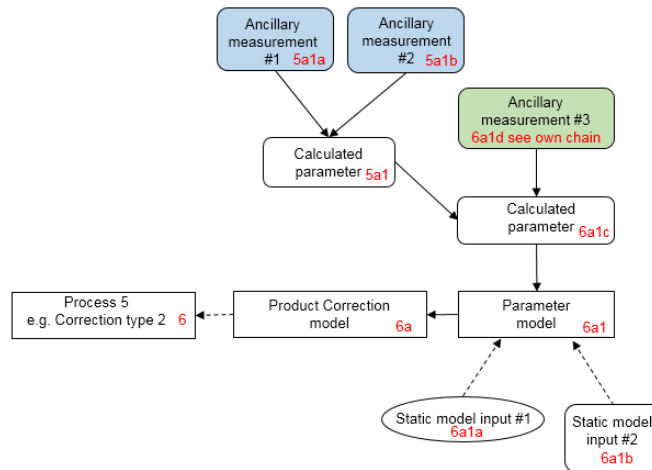 Ancillary
measurement
#1 5a1a
Ancillary
measurement
#2 5a1b
Ancillary
measurement #3
6a1d see own chain
Calculated
parameter 5a1
Calculated
parameter 6a1c
Process 5
e.g. Correction type 2 6
Product Correction
model 6a
Parameter
model 6a1
Static model input #1
6a1a
Static model
input #2
6a1b